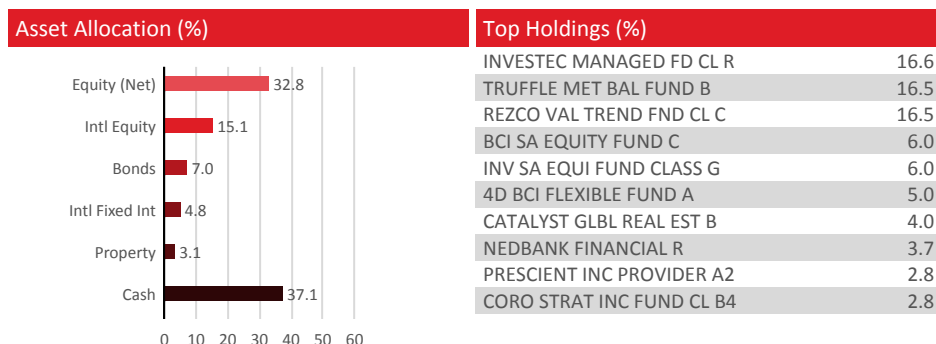 Asset Allocation (%)
Equity (Net) 32.8
Intl Equity 15.1
Bonds 7.0
Intl Fixed Int 4.8
Property 3.1
Cash 37.1
0 10 20 30 40 50 60
Top Holdings (%)
INVESTEC MANAGED FD CL R 16.6
TRUFFLE MET BAL FUND B 16.5
REZCO VAL TREND FND CL C 16.5
BCI SA EQUITY FUND C 6.0
INV SA EQUI FUND CLASS G 6.0
4D BCI FLEXIBLE FUND A 5.0
CATALYST GLBL REAL EST B 4.0
NEDBANK FINANCIAL R 3.7
PRESCIENT INC PROVIDER A2 2.8
CORO STRAT INC FUND CL B4 2.8